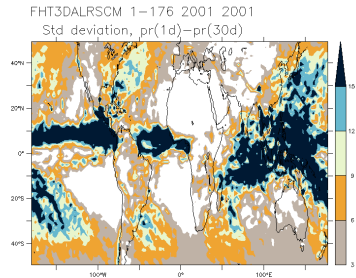 FHT3DALRSCM 1-176 2001 2001
Std deviation, pr(1d)-pr(30d)
40°N
20°N
0°
20°S
40°S
100°W
0°
100°E
15
12
9
6
3